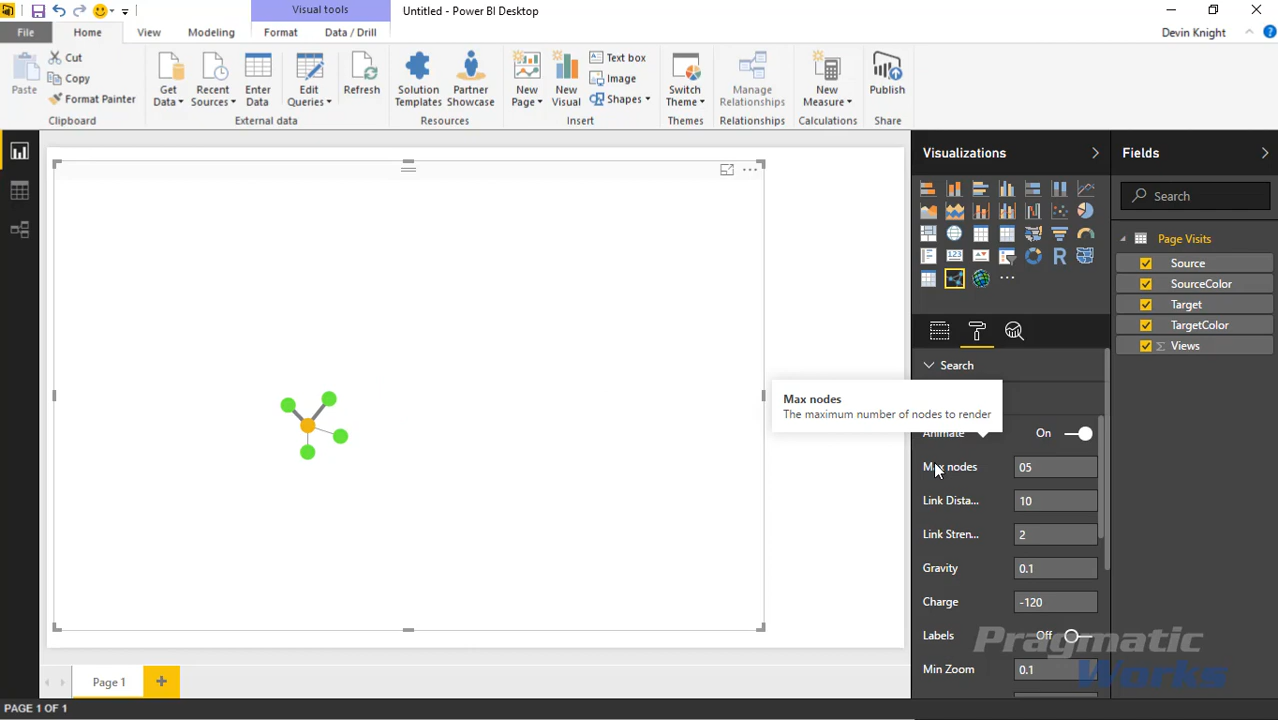 Visual tools
Untitled - Power BI Desktop
File Home View Modeling Format Data / Drill
Devin Knight
Paste
Cut
Copy
Format Painter
Clipboard
Get Data
Recent Sources
Enter Data
Edit Queries
Refresh
External data
Solution Templates
Partner Showcase
Resources
New Page
New Visual
Text box
Image
Shapes
Insert
Switch Theme
Themes
Manage Relationships
Relationships
New Measure
Calculations
Publish
Share
Visualizations
Fields
Search
Page Visits
Source
SourceColor
Target
TargetColor
Views
Search
Max nodes
The maximum number of nodes to render
Animate On
Max nodes 05
Link Dista... 10
Link Stren... 2
Gravity 0.1
Charge -120
Labels Off
Min Zoom 0.1
Pragmatic
Works
Page 1
PAGE 1 OF 1